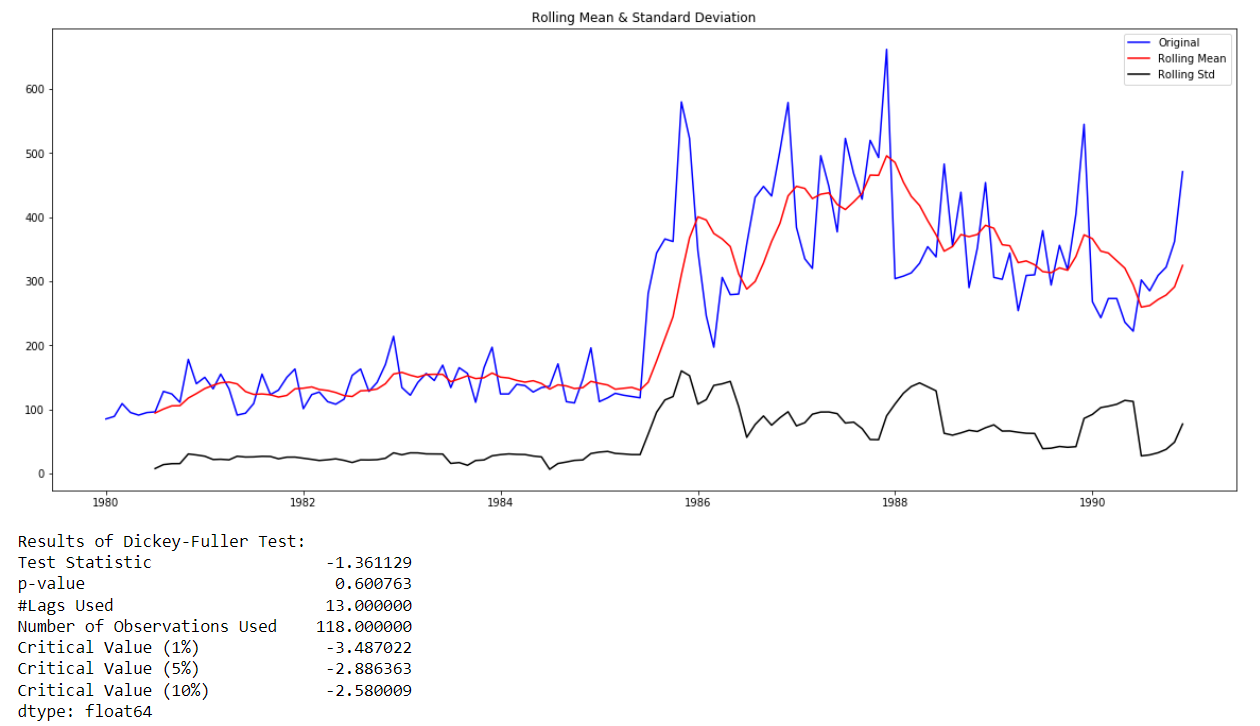 Rolling Mean & Standard Deviation
Original
Rolling Mean
Rolling Std
600
500
400
300
200
100
0
1980 1982 1984 1986 1988 1990
Results of Dickey-Fuller Test:
Test Statistic -1.361129
p-value 0.600763
#Lags Used 13.000000
Number of Observations Used 118.000000
Critical Value (1%) -3.487022
Critical Value (5%) -2.886363
Critical Value (10%) -2.580009
dtype: float64